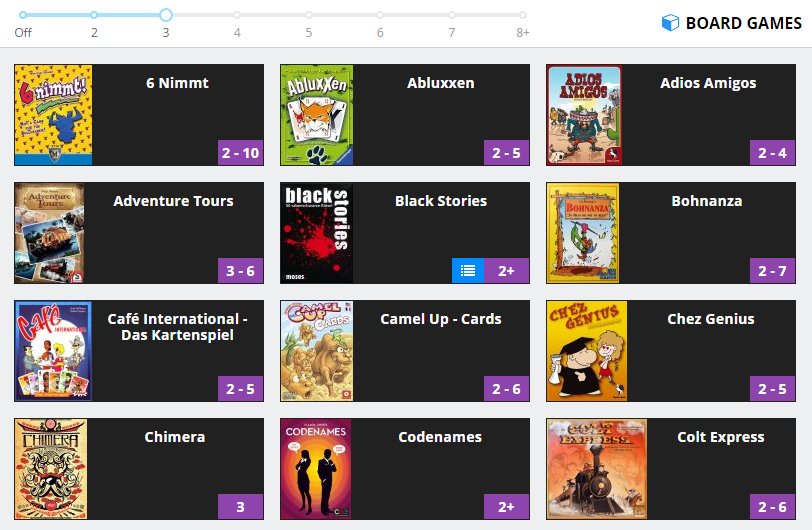 Off 2 3 4 5 6 7 8+
BOARD GAMES
6 nimmt!
6 Nimmt
2 - 10
AbluXXen
Abluxxen
2 - 5
ADIOS
AMIGOS
Adios Amigos
2 - 4
Adventure
Tours
Adventure Tours
3 - 6
black
stories
50 rabenschwarze Rätsel
moses.
Black Stories
2+
BOHNANZA
Bohnanza
2 - 7
Café
INTERNATIONAL
Café International -
Das Kartenspiel
2 - 5
CAMEL
UP
CARDS
Camel Up - Cards
2 - 6
CHEZ
GENIUS
Chez Genius
2 - 5
CHIMERA
Chimera
3
CODENAMES
Codenames
2+
COLT
EXPRESS
Colt Express
2 - 6